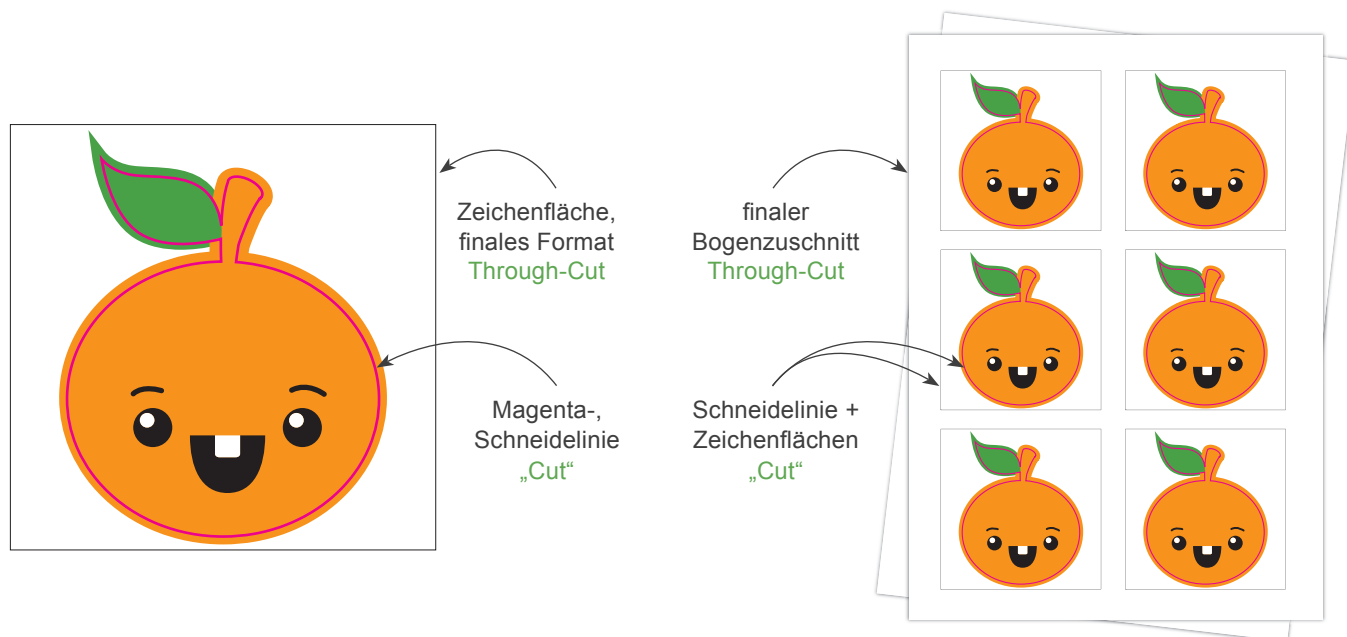 Zeichenfläche,
finales Format
Through-Cut
Magenta-,
Schneidelinie
„Cut“
finaler
Bogenzuschnitt
Through-Cut
Schneidelinie +
Zeichenflächen
„Cut“